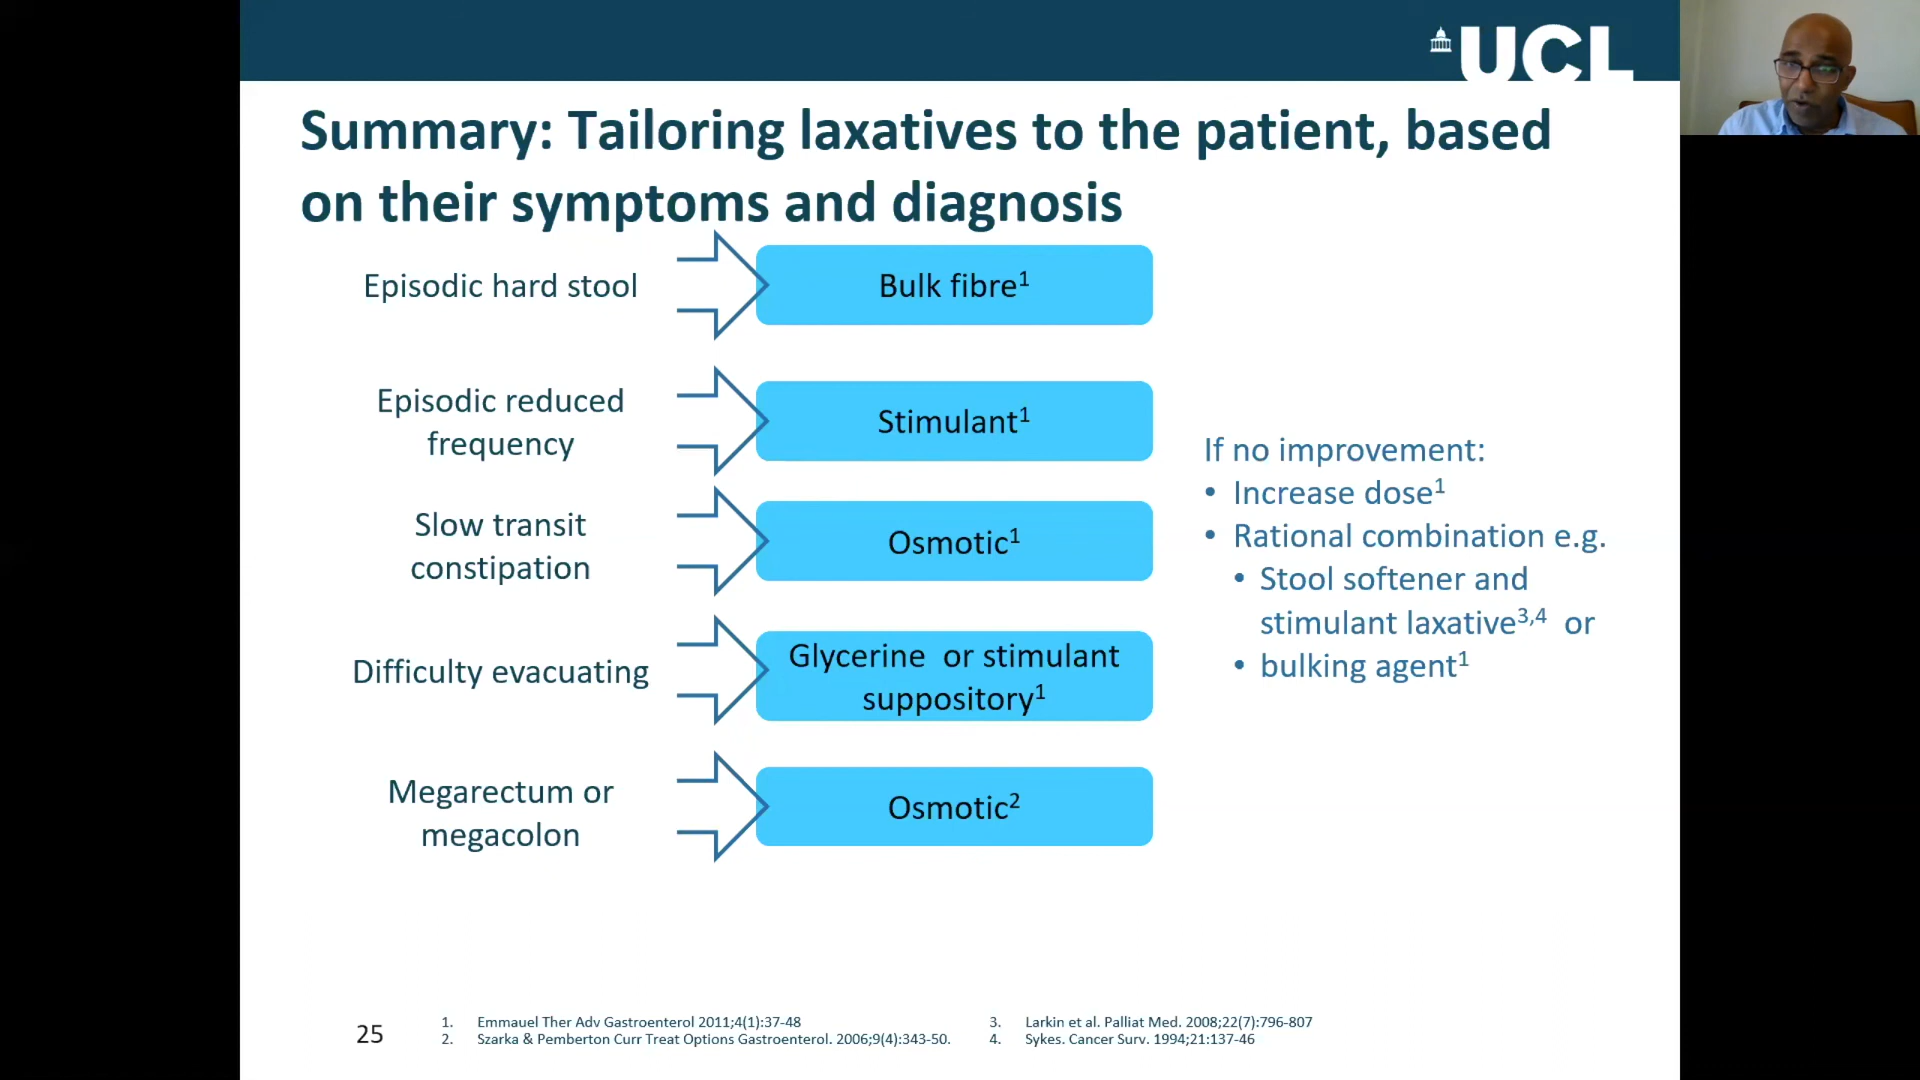 UCL
Summary: Tailoring laxatives to the patient, based
on their symptoms and diagnosis
Episodic hard stool
Bulk fibre¹
Episodic reduced
frequency
Stimulant¹
Slow transit
constipation
Osmotic¹
Difficulty evacuating
Glycerine or stimulant
suppository¹
Megarectum or
megacolon
Osmotic²
If no improvement:
• Increase dose¹
• Rational combination e.g.
• Stool softener and
stimulant laxative³,⁴ or
• bulking agent¹
25
1. Emmauel Ther Adv Gastroenterol 2011;4(1):37-48
2. Szarka & Pemberton Curr Treat Options Gastroenterol. 2006;9(4):343-50.
3. Larkin et al. Palliat Med. 2008;22(7):796-807
4. Sykes. Cancer Surv. 1994;21:137-46